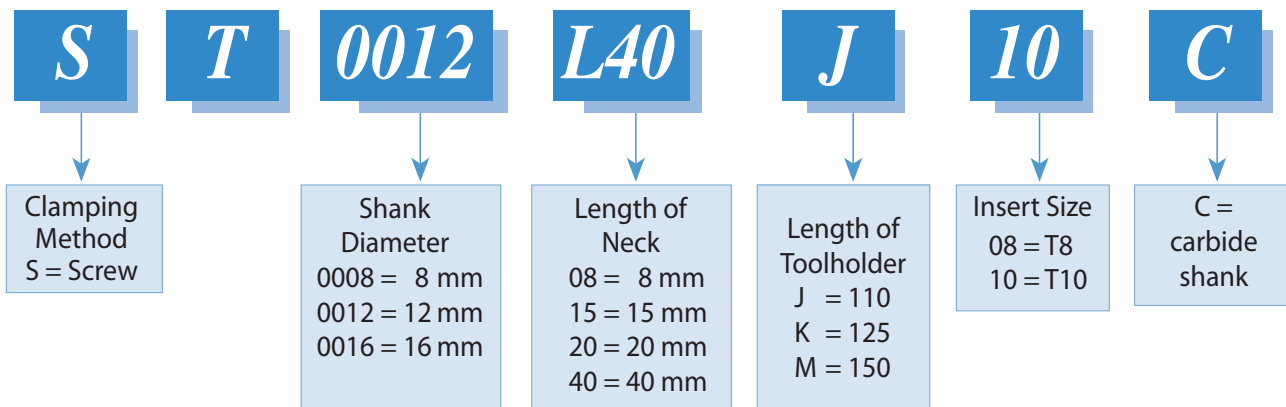 S T 0012 L40 J 10 C
Clamping
Method
S = Screw
Shank
Diameter
0008 = 8 mm
0012 = 12 mm
0016 = 16 mm
Length of
Neck
08 = 8 mm
15 = 15 mm
20 = 20 mm
40 = 40 mm
Length of
Toolholder
J = 110
K = 125
M = 150
Insert Size
08 = T8
10 = T10
C =
carbide
shank